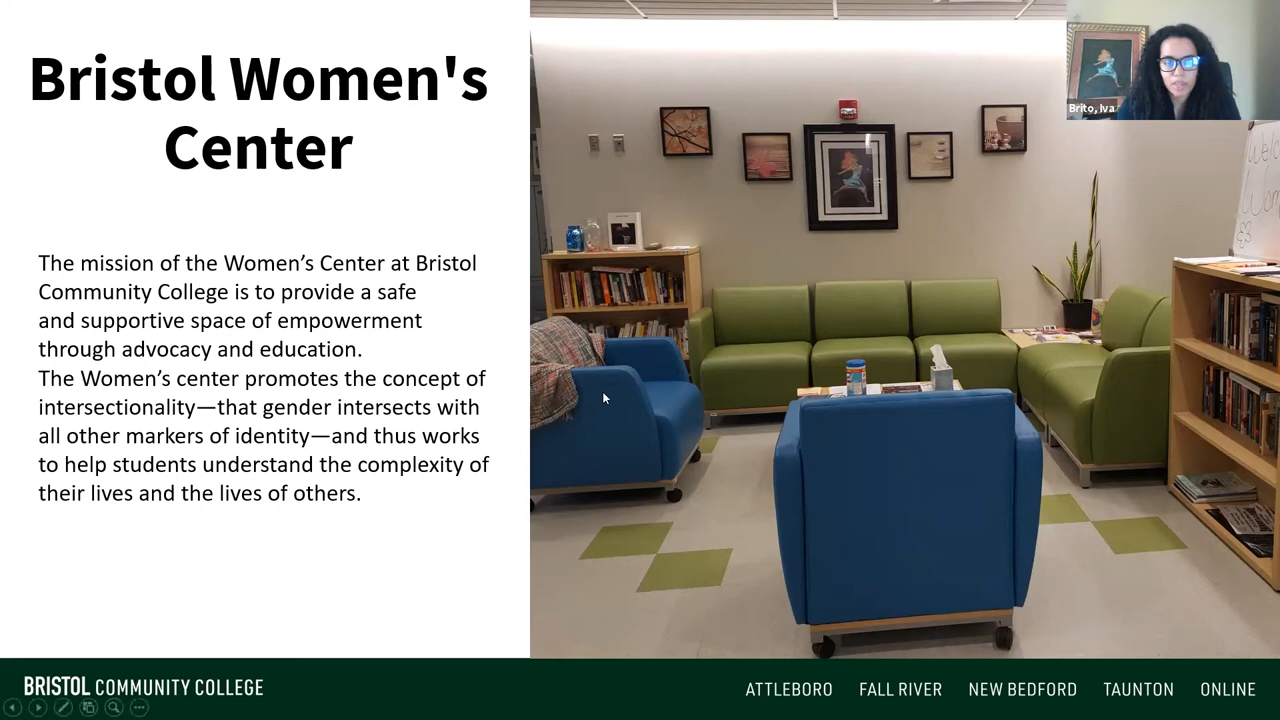 Bristol Women's
Center
The mission of the Women’s Center at Bristol
Community College is to provide a safe
and supportive space of empowerment
through advocacy and education.
The Women’s center promotes the concept of
intersectionality—that gender intersects with
all other markers of identity—and thus works
to help students understand the complexity of
their lives and the lives of others.
Brito, Iva
BRISTOL COMMUNITY COLLEGE
ATTLEBORO FALL RIVER NEW BEDFORD TAUNTON ONLINE